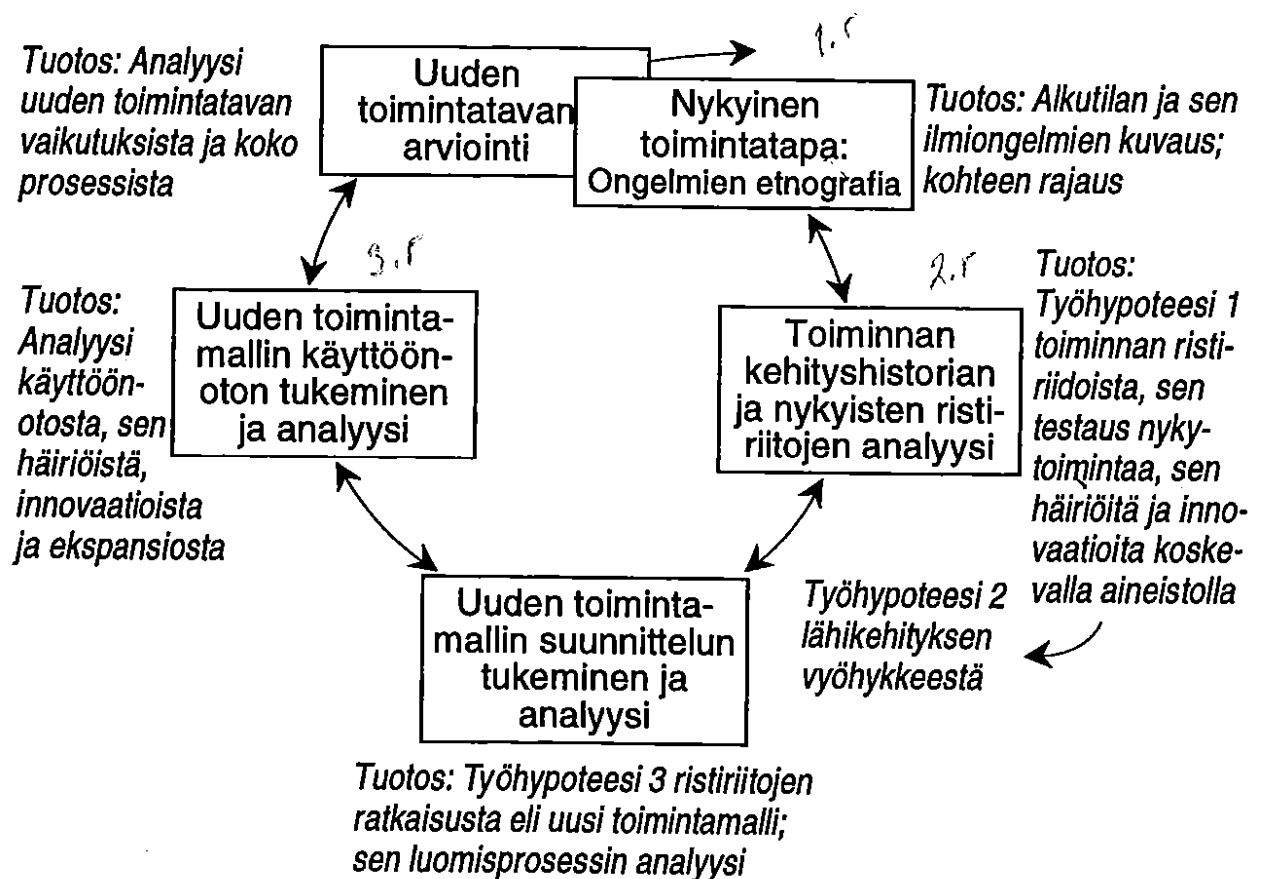 Tuotos: Analyysi
uuden toimintatavan
vaikutuksista ja koko
prosessista
Uuden
toimintatavan
arviointi
1.r
Nykyinen
toimintatapa:
Ongelmien etnografia
Tuotos: Alkutilan ja sen
ilmiongelmien kuvaus;
kohteen rajaus
3.r
2.r
Tuotos:
Analyysi
käyttöön-
otosta, sen
häiriöistä,
innovaatioista
ja ekspansiosta
Uuden toiminta-
mallin käyttöön-
oton tukeminen
ja analyysi
Toiminnan
kehityshistorian
ja nykyisten risti-
riitojen analyysi
Tuotos:
Työhypoteesi 1
toiminnan risti-
riidoista, sen
testaus nyky-
toimintaa, sen
häiriöitä ja inno-
vaatioita koske-
valla aineistolla
Uuden toiminta-
mallin suunnittelun
tukeminen ja
analyysi
Työhypoteesi 2
lähikehityksen
vyöhykkeestä
Tuotos: Työhypoteesi 3 ristiriitojen
ratkaisusta eli uusi toimintamalli;
sen luomisprosessin analyysi